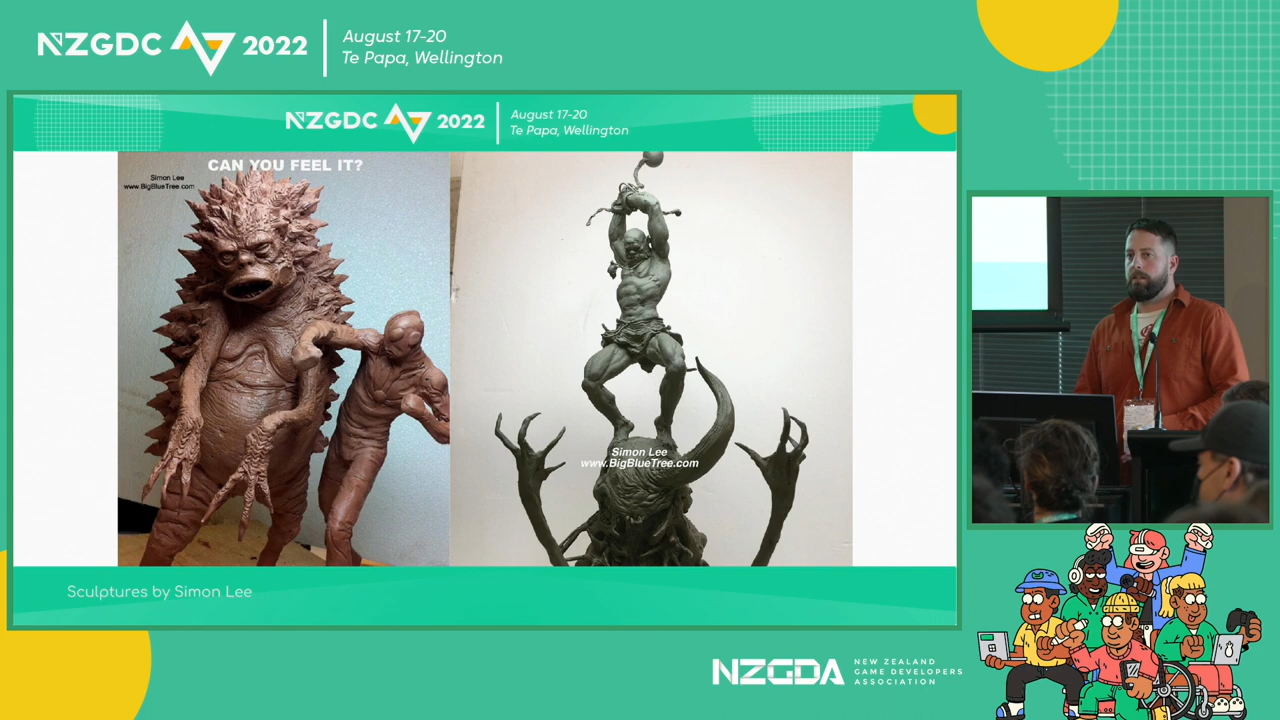 NZGDC 2022
August 17-20
Te Papa, Wellington
NZGDC 2022
August 17-20
Te Papa, Wellington
CAN YOU FEEL IT?
Simon Lee
www.BigBlueTree.com
Simon Lee
www.BigBlueTree.com
Sculptures by Simon Lee
NZGDA
NEW ZEALAND
GAME DEVELOPERS
ASSOCIATION